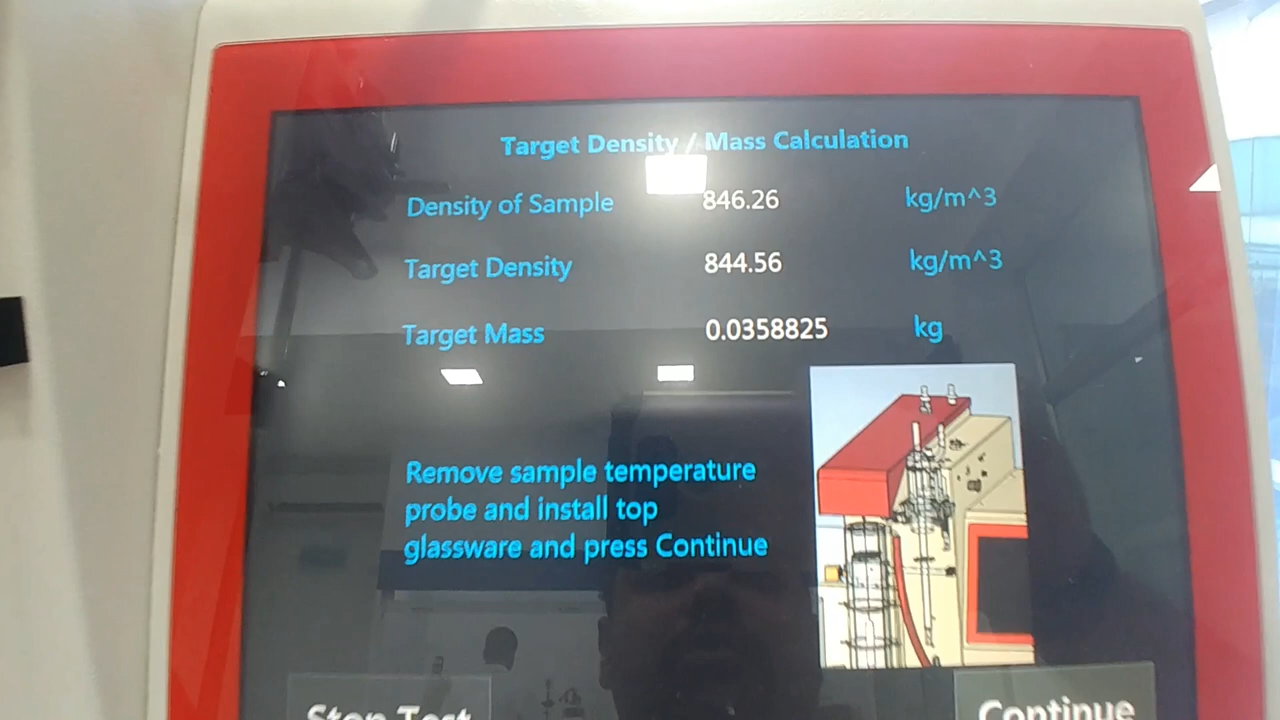 Target Density / Mass Calculation
Density of Sample 846.26 kg/m^3
Target Density 844.56 kg/m^3
Target Mass 0.0358825 kg
Remove sample temperature
probe and install top
glassware and press Continue
Stop Test Continue